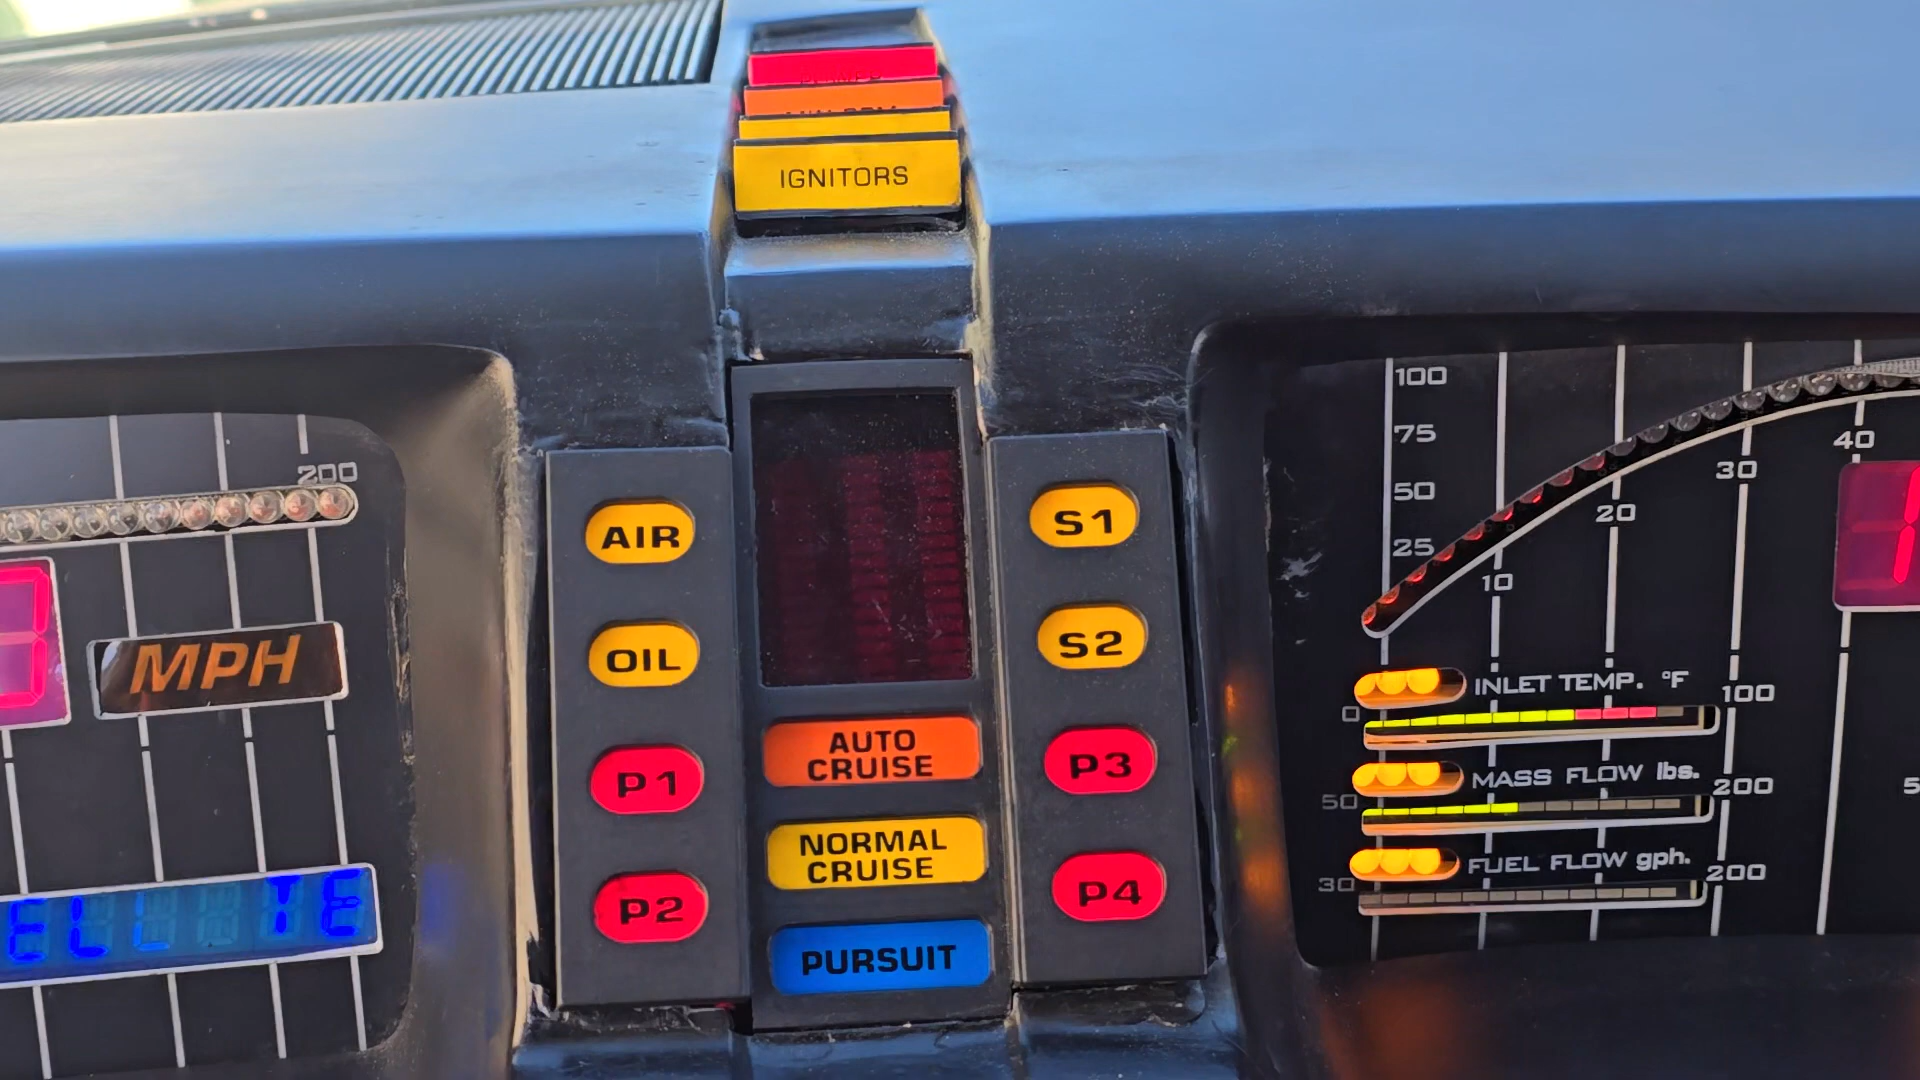 IGNITORS
200
MPH
AIR
OIL
P1
P2
AUTO
CRUISE
NORMAL
CRUISE
PURSUIT
S1
S2
P3
P4
100
75
50
25
10
20
30
40
INLET TEMP. °F
0
100
MASS FLOW lbs.
50
200
FUEL FLOW gph.
30
200